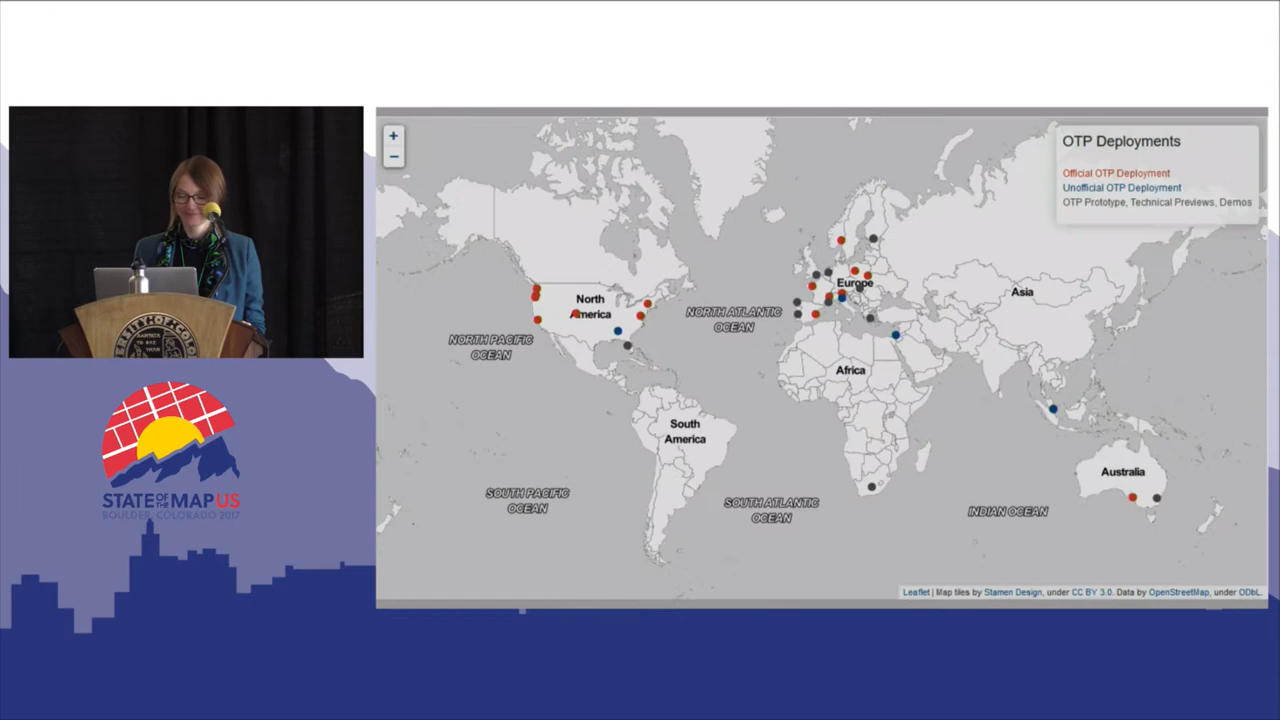 +
−
OTP Deployments
Official OTP Deployment
Unofficial OTP Deployment
OTP Prototype, Technical Previews, Demos
North
America
Europe
Asia
NORTH ATLANTIC
OCEAN
NORTH PACIFIC
OCEAN
Africa
South
America
Australia
SOUTH PACIFIC
OCEAN
SOUTH ATLANTIC
OCEAN
INDIAN OCEAN
Leaflet | Map tiles by Stamen Design, under CC BY 3.0. Data by OpenStreetMap, under ODbL.
STATE OF THE MAP US
BOULDER, COLORADO 2017